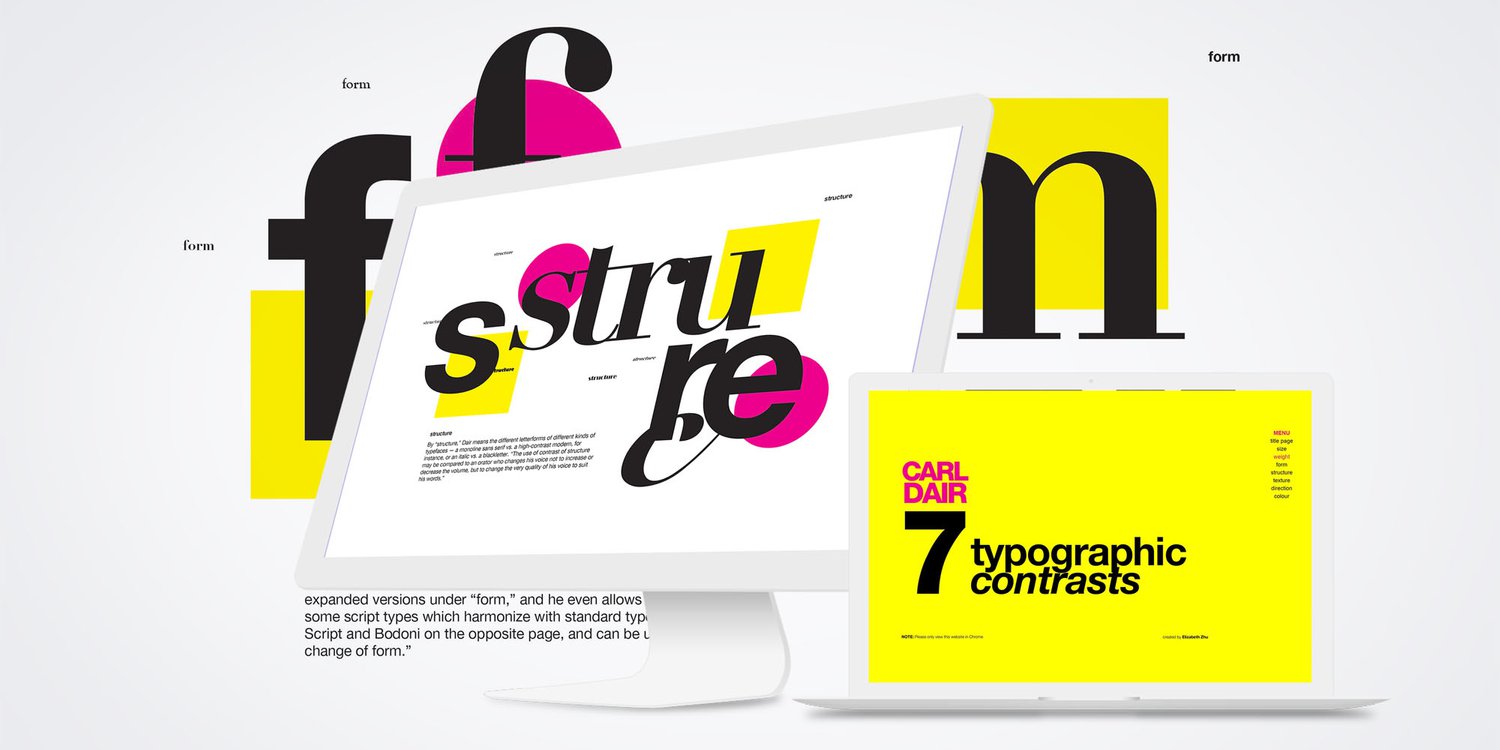 form
form
form
f
f
m
structure
structure
structure
structure
structure
s
stru
re
c
structure
By “structure,” Dair means the different letterforms of different kinds of
typefaces — a monoline sans serif vs. a high-contrast modern, for
instance, or an italic vs. a blackletter. “The use of contrast of structure
may be compared to an orator who changes his voice not to increase or
decrease the volume, but to change the very quality of his voice to suit
his words.”
expanded versions under “form,” and he even allows
some script types which harmonize with standard typ
Script and Bodoni on the opposite page, and can be u
change of form.”
MENU
title page
size
weight
form
structure
texture
direction
colour
CARL
DAIR
7 typographic
contrasts
NOTE: Please only view this website in Chrome
created by Elizabeth Zhu